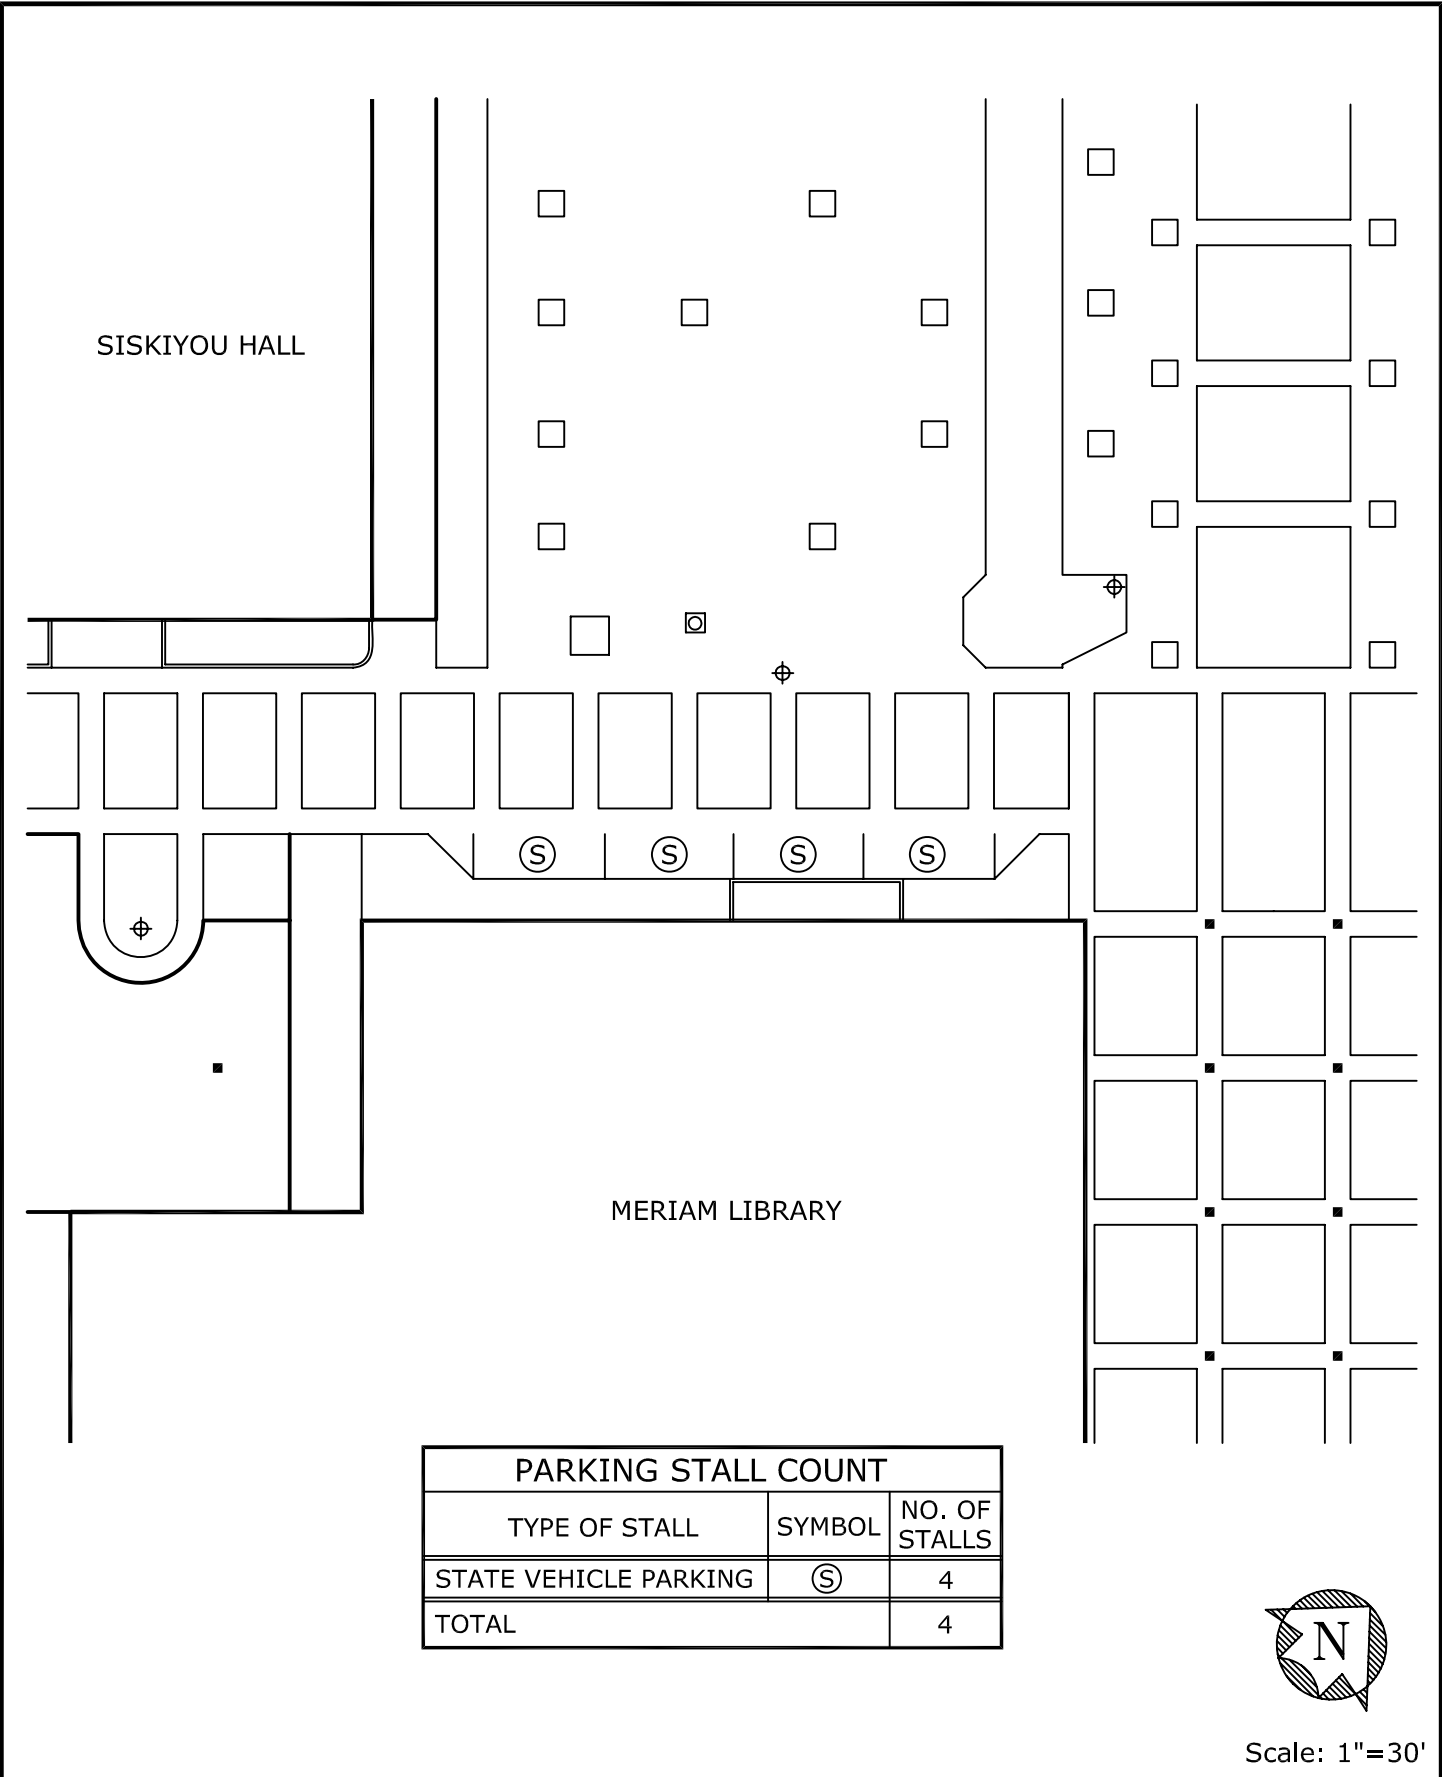 SISKIYOU HALL
S S S S
MERIAM LIBRARY
PARKING STALL COUNT
TYPE OF STALL SYMBOL NO. OF STALLS
STATE VEHICLE PARKING S 4
TOTAL 4
N
Scale: 1"=30'